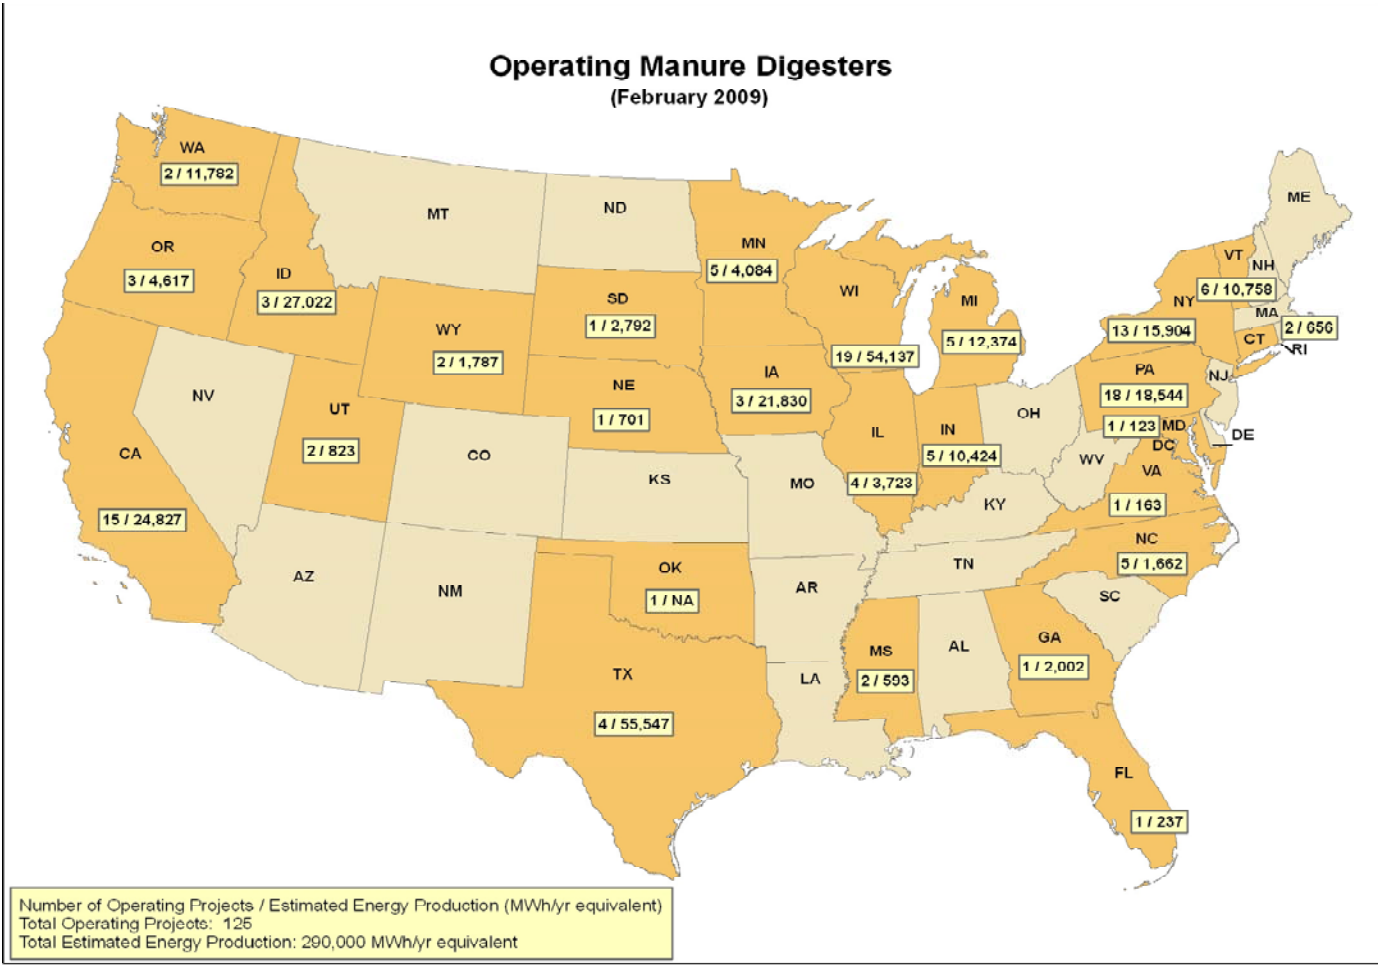 Operating Manure Digesters
(February 2009)
WA
2 / 11,782
MT
ND
ME
OR
3 / 4,617
ID
3 / 27,022
MN
5 / 4,084
VT
NH
6 / 10,758
WI
19 / 54,137
MI
5 / 12,374
NY
13 / 15,904
MA
2 / 656
CT
RI
SD
1 / 2,792
WY
2 / 1,787
IA
3 / 21,830
PA
18 / 18,544
NJ
NE
1 / 701
NV
UT
2 / 823
OH
IL
4 / 3,723
IN
5 / 10,424
1 / 123
MD
DE
DC
CA
15 / 24,827
CO
KS
MO
WV
VA
1 / 163
KY
NC
5 / 1,662
AZ
NM
OK
1 / NA
AR
TN
SC
TX
4 / 55,547
LA
MS
2 / 593
AL
GA
1 / 2,002
FL
1 / 237
Number of Operating Projects / Estimated Energy Production (MWh/yr equivalent)
Total Operating Projects: 125
Total Estimated Energy Production: 290,000 MWh/yr equivalent